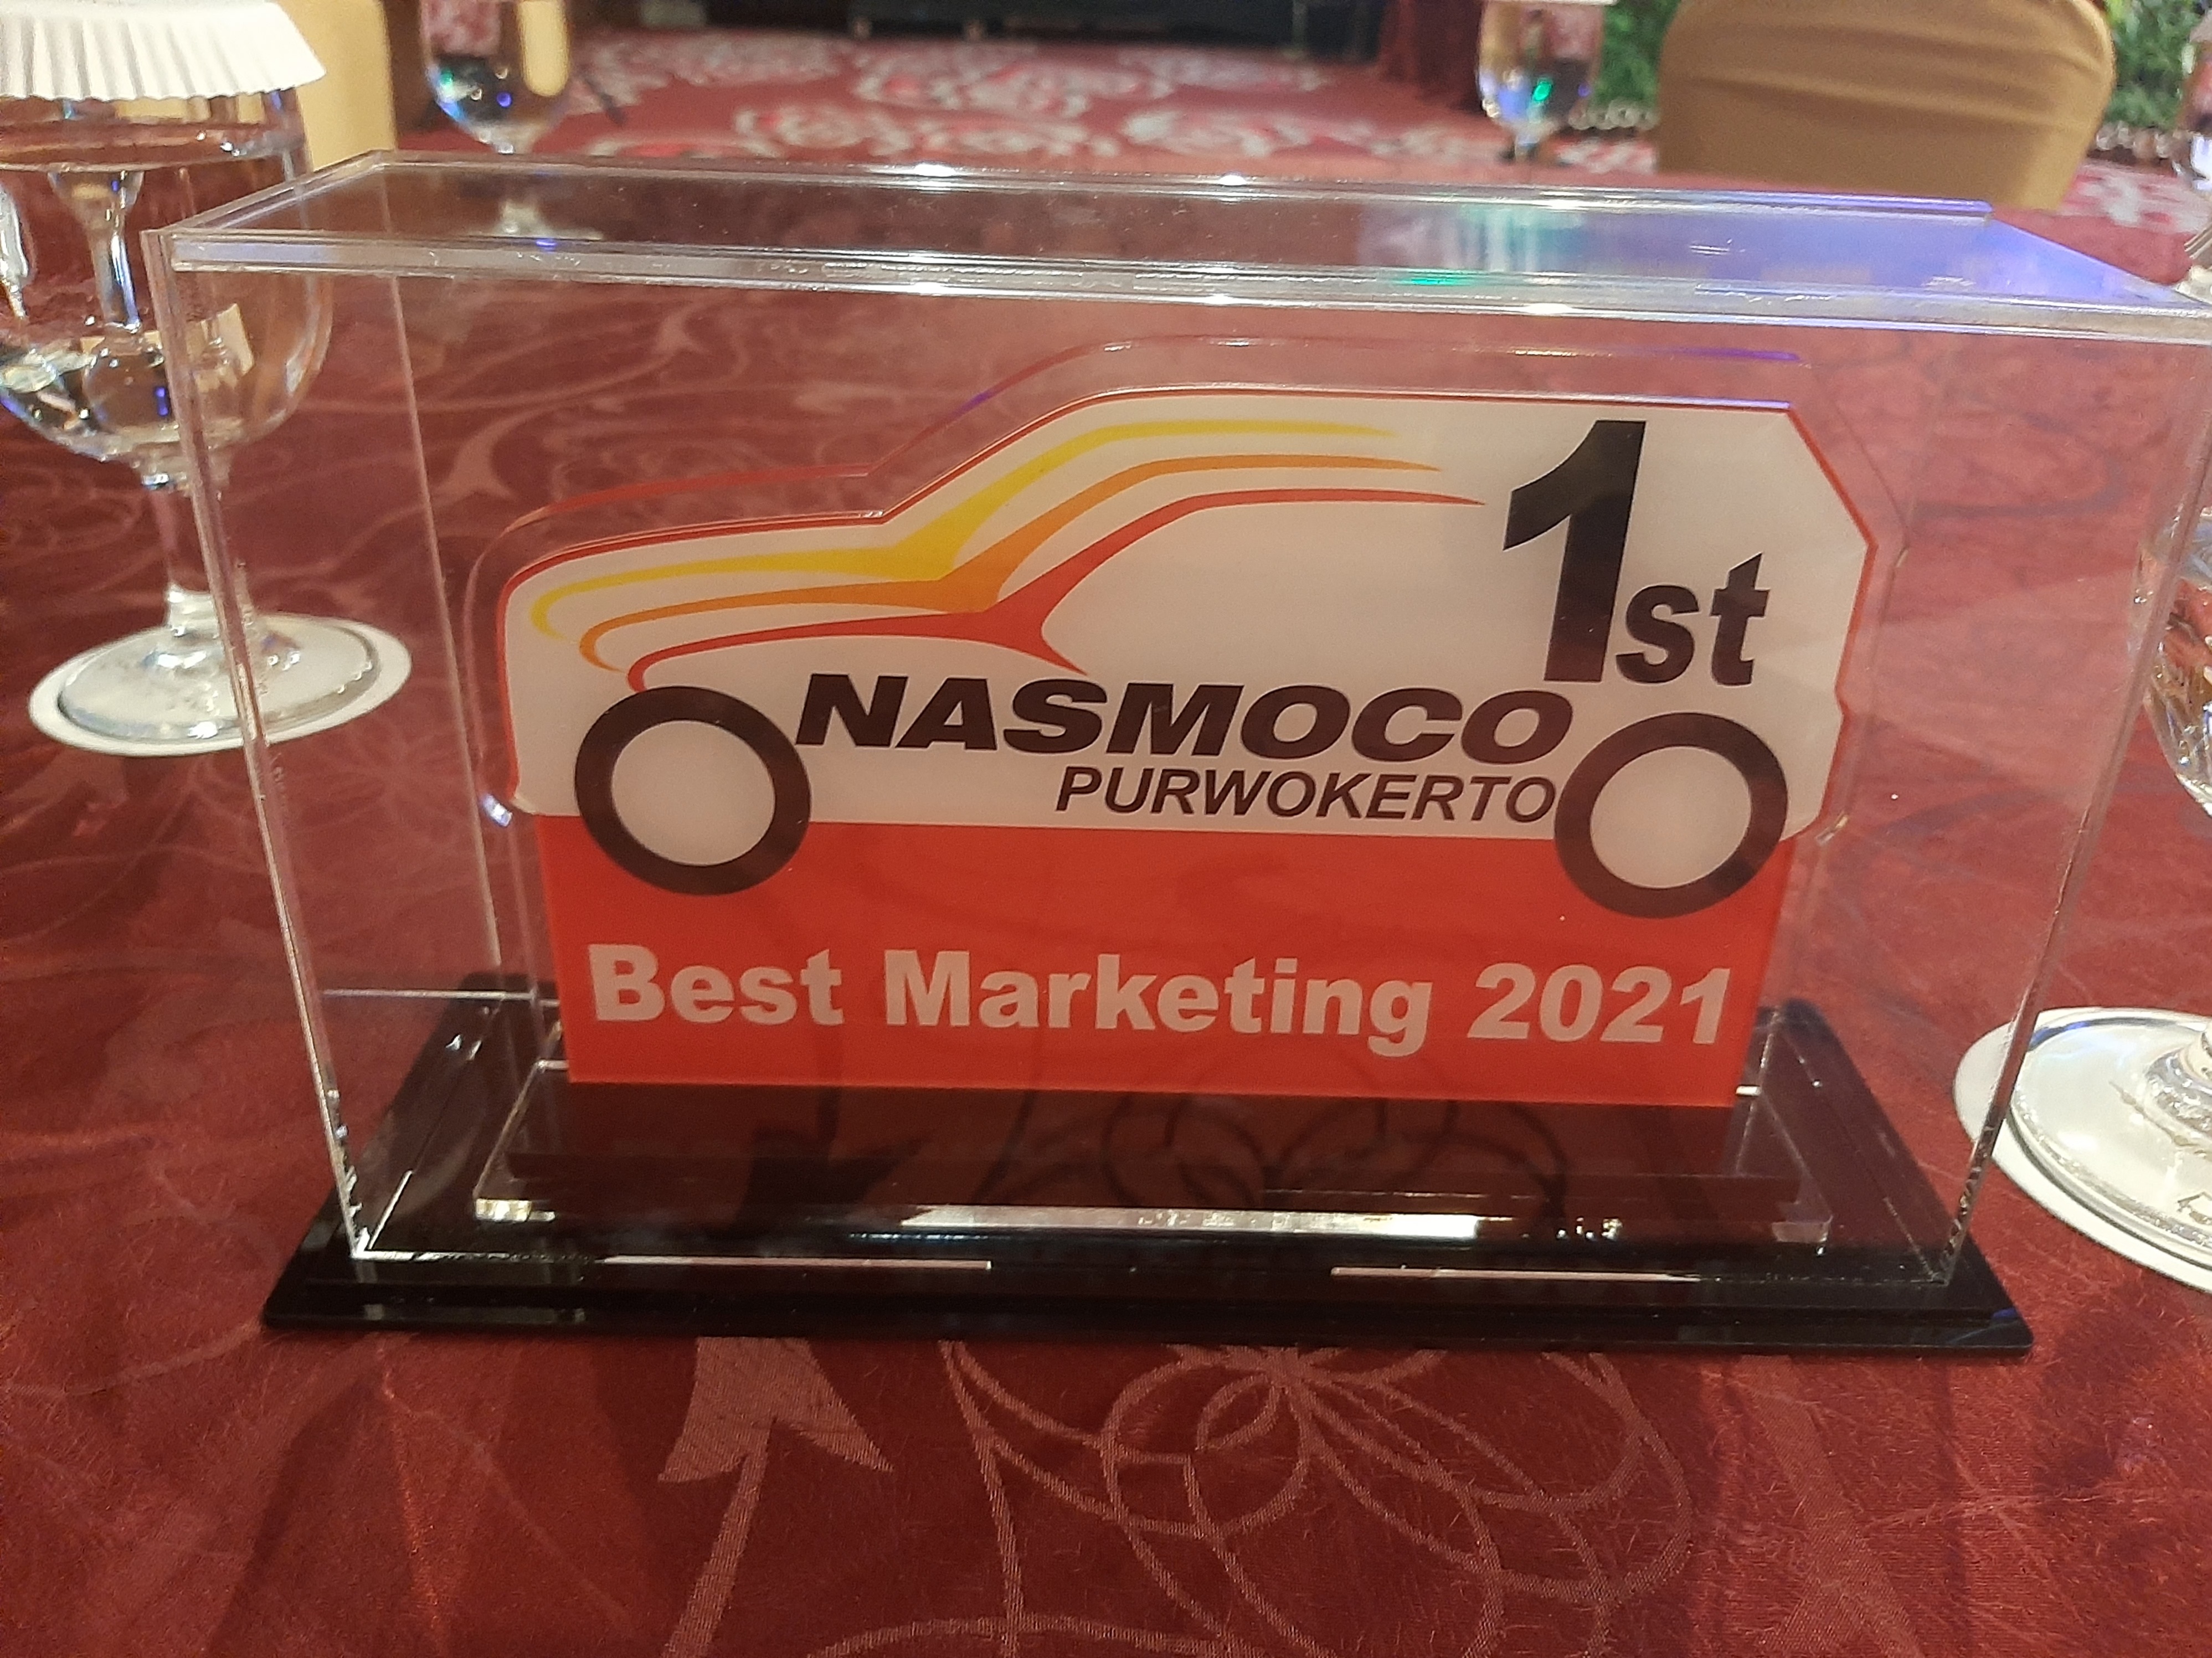 1st
NASMOCO
PURWOKERTO
Best Marketing 2021